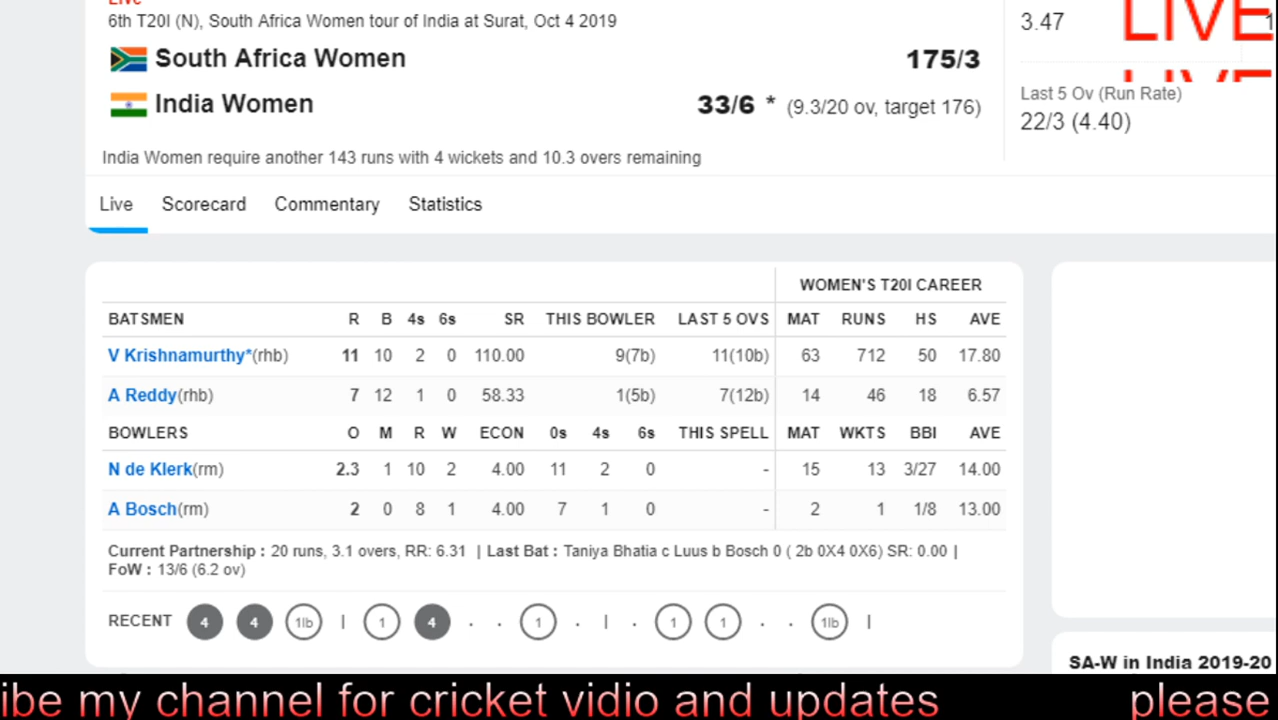 Live
6th T20I (N), South Africa Women tour of India at Surat, Oct 4 2019
South Africa Women 175/3
India Women 33/6 * (9.3/20 ov, target 176)
India Women require another 143 runs with 4 wickets and 10.3 overs remaining
3.47
LIVE
Last 5 Ov (Run Rate)
22/3 (4.40)
Live Scorecard Commentary Statistics
WOMEN'S T20I CAREER
BATSMEN R B 4s 6s SR THIS BOWLER LAST 5 OVS MAT RUNS HS AVE
V Krishnamurthy*(rhb) 11 10 2 0 110.00 9(7b) 11(10b) 63 712 50 17.80
A Reddy(rhb) 7 12 1 0 58.33 1(5b) 7(12b) 14 46 18 6.57
BOWLERS O M R W ECON 0s 4s 6s THIS SPELL MAT WKTS BBI AVE
N de Klerk(rm) 2.3 1 10 2 4.00 11 2 0 - 15 13 3/27 14.00
A Bosch(rm) 2 0 8 1 4.00 7 1 0 - 2 1 1/8 13.00
Current Partnership : 20 runs, 3.1 overs, RR: 6.31 | Last Bat : Taniya Bhatia c Luus b Bosch 0 ( 2b 0X4 0X6) SR: 0.00 |
FoW : 13/6 (6.2 ov)
RECENT 4 4 1lb | 1 4 . . 1 . | . 1 1 . . 1lb |
SA-W in India 2019-20
ibe my channel for cricket vidio and updates please